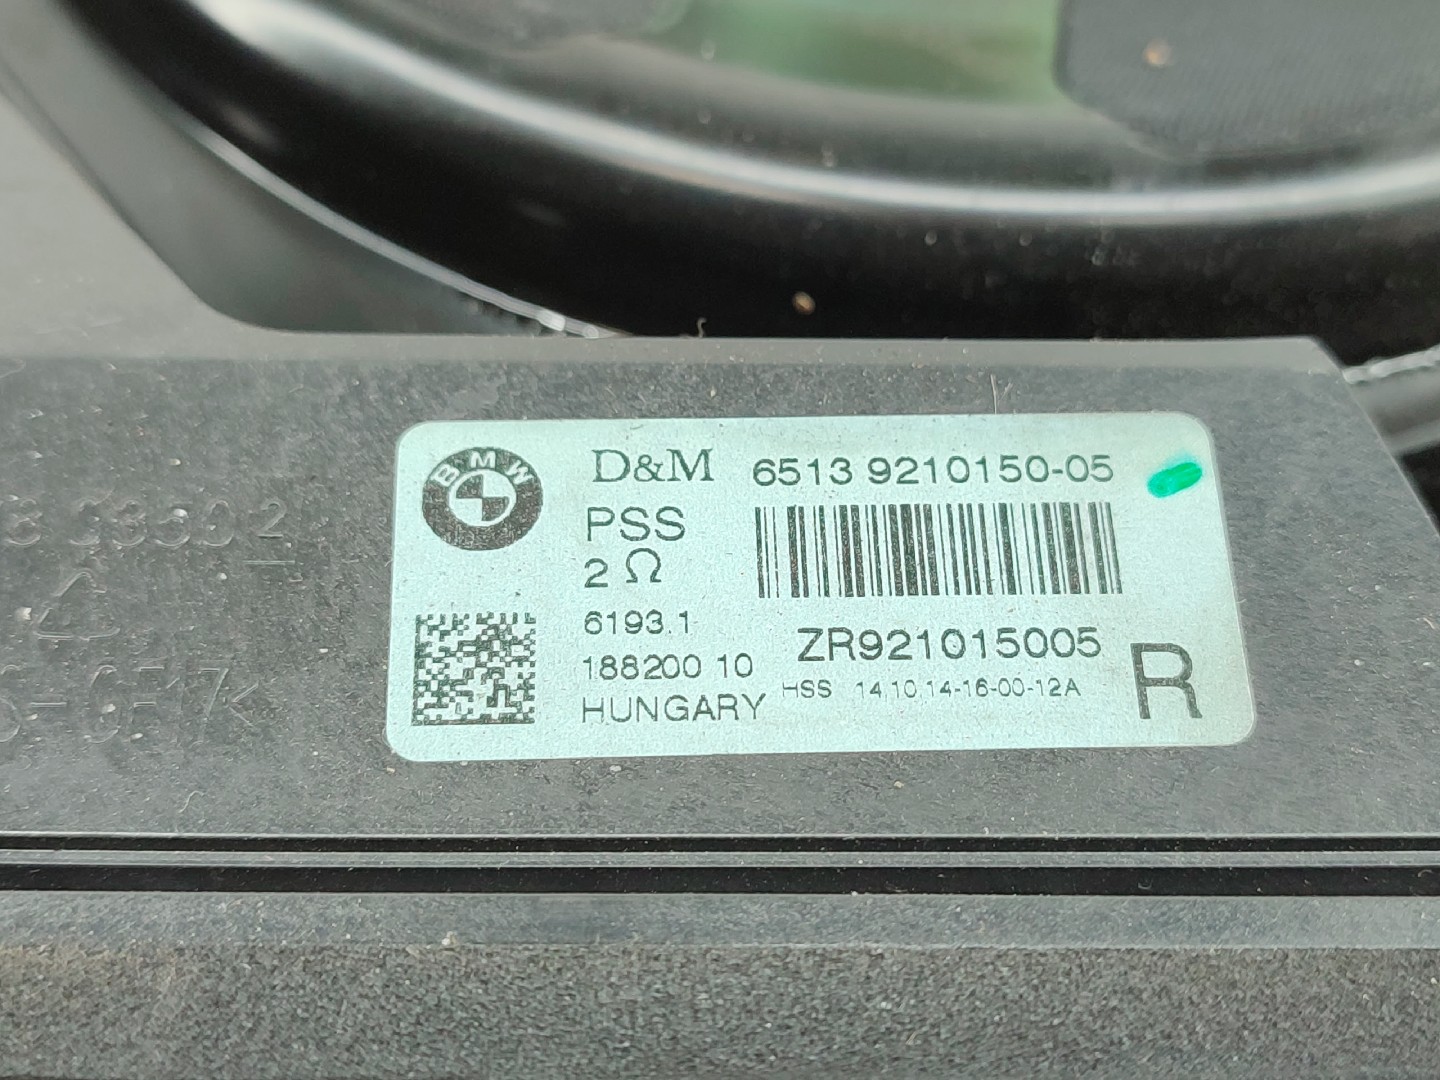 BMW
D&M 6513 9210150-05
PSS
2 Ω
6193.1
188200 10
HUNGARY
ZR921015005
HSS 14.10.14-16-00-12A
R